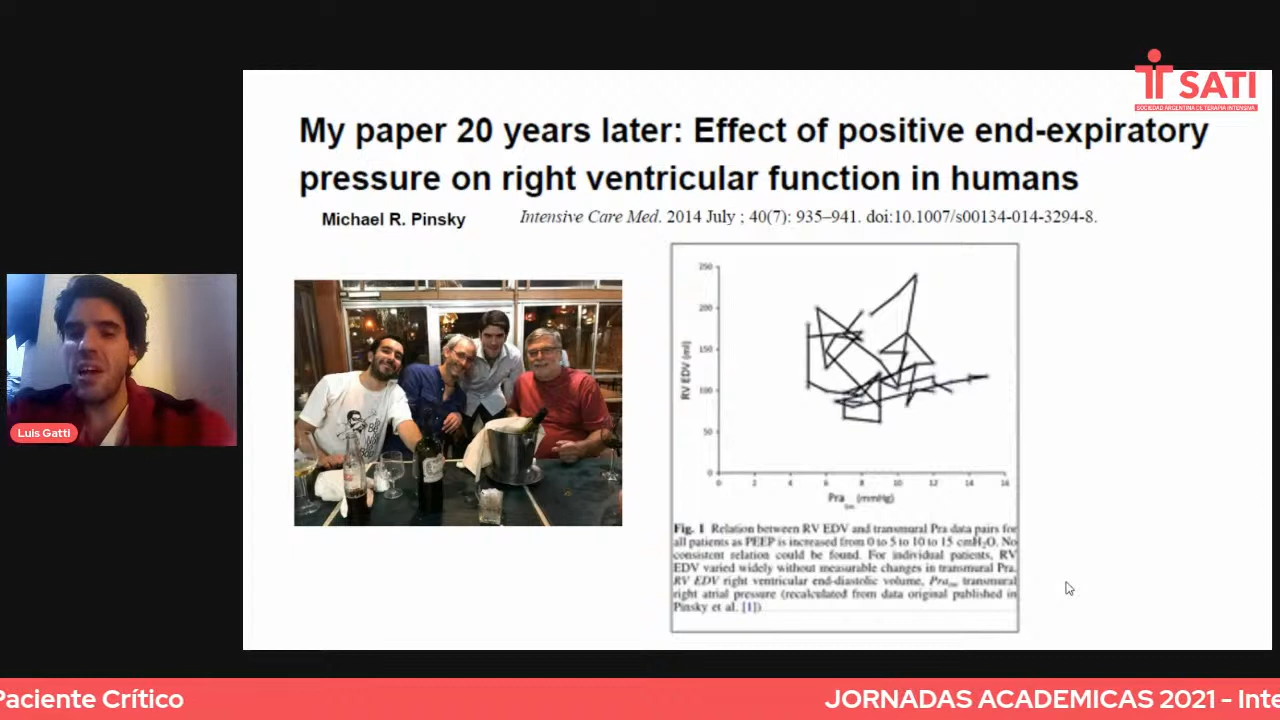 SATI
SOCIEDAD ARGENTINA DE TERAPIA INTENSIVA
My paper 20 years later: Effect of positive end-expiratory
pressure on right ventricular function in humans
Michael R. Pinsky
Intensive Care Med. 2014 July ; 40(7): 935–941. doi:10.1007/s00134-014-3294-8.
Luis Gatti
RV EDV (ml)
250
200
150
100
50
0
0 2 4 6 8 10 12 14 16
Pra (mmHg)
Fig. 1 Relation between RV EDV and transmural Pra data pairs for
all patients as PEEP is increased from 0 to 5 to 10 to 15 cmH₂O. No
consistent relation could be found. For individual patients, RV
EDV varied widely without measurable changes in transmural Pra.
RV EDV right ventricular end-diastolic volume, Pra transmural
right atrial pressure (recalculated from data original published in
Pinsky et al. [1])
Paciente Crítico
JORNADAS ACADEMICAS 2021 - Inte